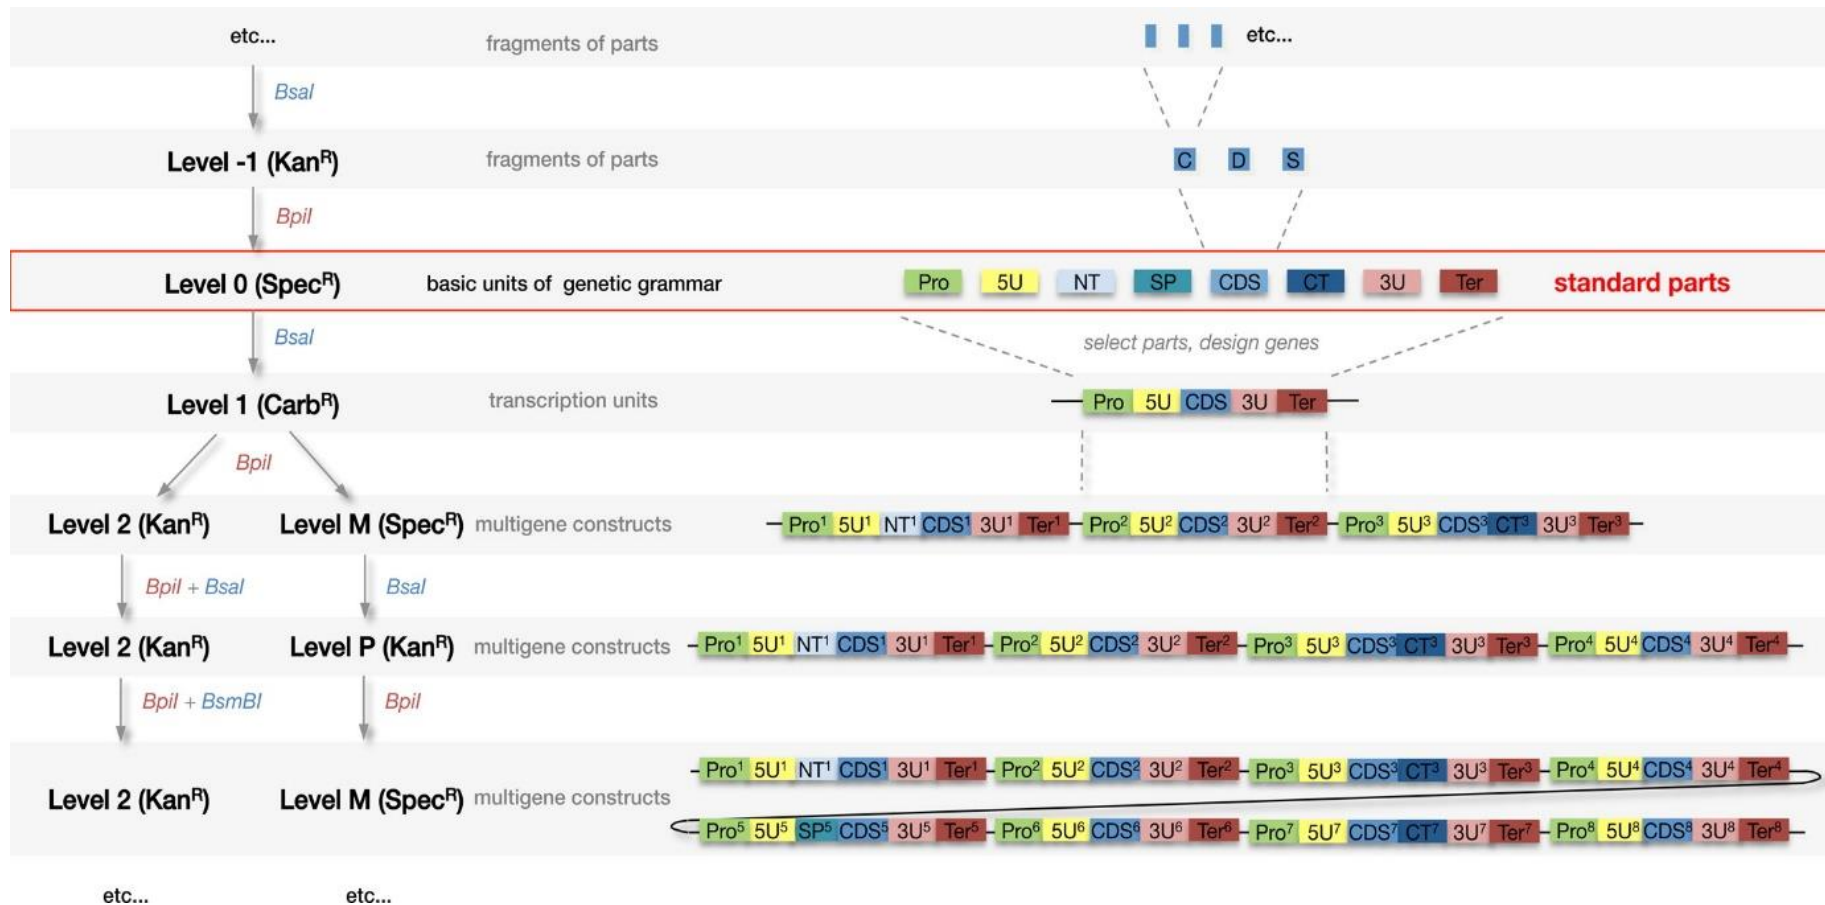 etc...
fragments of parts
etc...
BsaI
Level -1 (Kanᴿ)
fragments of parts
C D S
BpiI
Level 0 (Specᴿ)
basic units of genetic grammar
Pro 5U NT SP CDS CT 3U Ter
standard parts
BsaI
select parts, design genes
Level 1 (Carbᴿ)
transcription units
Pro 5U CDS 3U Ter
BpiI
Level 2 (Kanᴿ)
Level M (Specᴿ)
multigene constructs
Pro¹ 5U¹ NT¹ CDS¹ 3U¹ Ter¹ Pro² 5U² CDS² 3U² Ter² Pro³ 5U³ CDS³ CT³ 3U³ Ter³
BpiI + BsaI
BsaI
Level 2 (Kanᴿ)
Level P (Kanᴿ)
multigene constructs
Pro¹ 5U¹ NT¹ CDS¹ 3U¹ Ter¹ Pro² 5U² CDS² 3U² Ter² Pro³ 5U³ CDS³ CT³ 3U³ Ter³ Pro⁴ 5U⁴ CDS⁴ 3U⁴ Ter⁴
BpiI + BsmBI
BpiI
Level 2 (Kanᴿ)
Level M (Specᴿ)
multigene constructs
Pro¹ 5U¹ NT¹ CDS¹ 3U¹ Ter¹ Pro² 5U² CDS² 3U² Ter² Pro³ 5U³ CDS³ CT³ 3U³ Ter³ Pro⁴ 5U⁴ CDS⁴ 3U⁴ Ter⁴
Pro⁵ 5U⁵ SP⁵ CDS⁵ 3U⁵ Ter⁵ Pro⁶ 5U⁶ CDS⁶ 3U⁶ Ter⁶ Pro⁷ 5U⁷ CDS⁷ CT⁷ 3U⁷ Ter⁷ Pro⁸ 5U⁸ CDS⁸ 3U⁸ Ter⁸
etc...
etc...